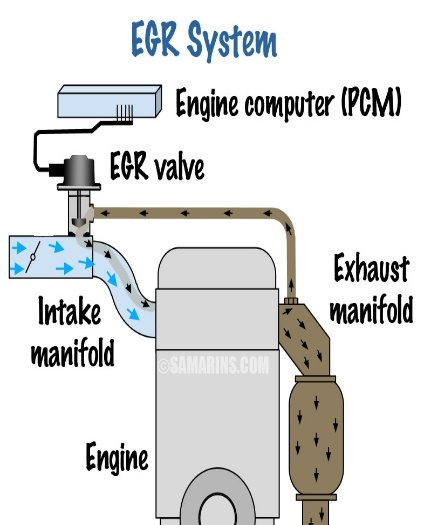 EGR System
Engine computer (PCM)
EGR valve
Exhaust
manifold
Intake
manifold
©SAMARINS.COM
Engine